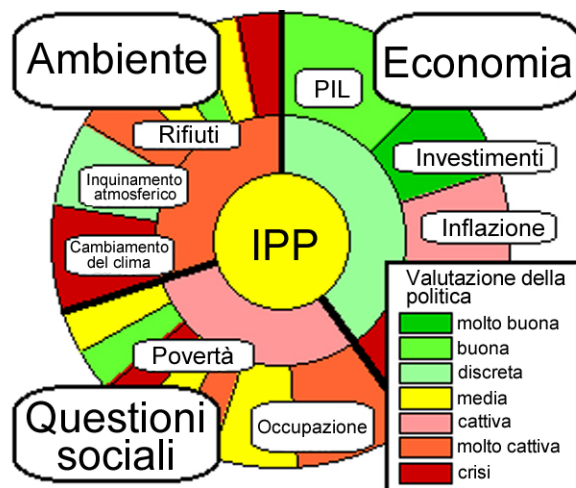 Ambiente
Economia
PIL
Rifiuti
Investimenti
Inquinamento
atmosferico
Inflazione
Cambiamento
del clima
IPP
Valutazione della
politica
molto buona
buona
discreta
media
cattiva
molto cattiva
crisi
Povertà
Occupazione
Questioni
sociali